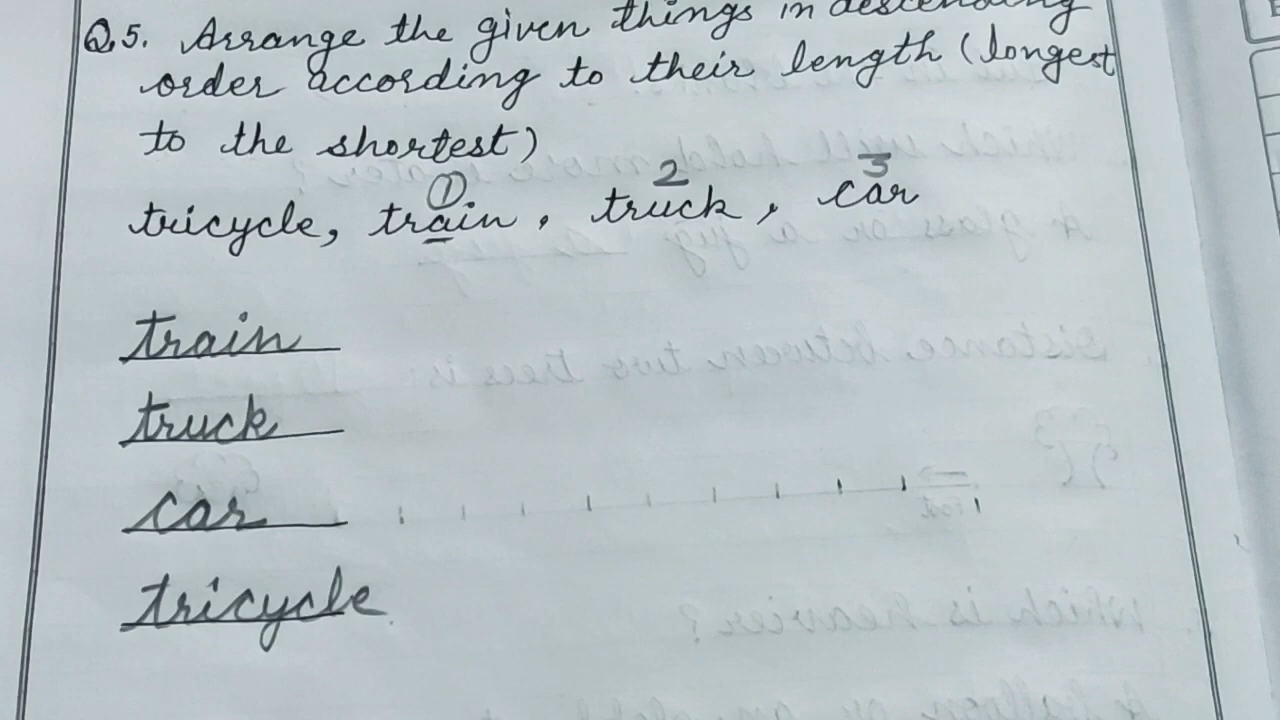 Q.5. Arrange the given things in descending
order according to their length (longest
to the shortest)
① 2 3
tricycle, train, truck, car
train
truck
car
tricycle